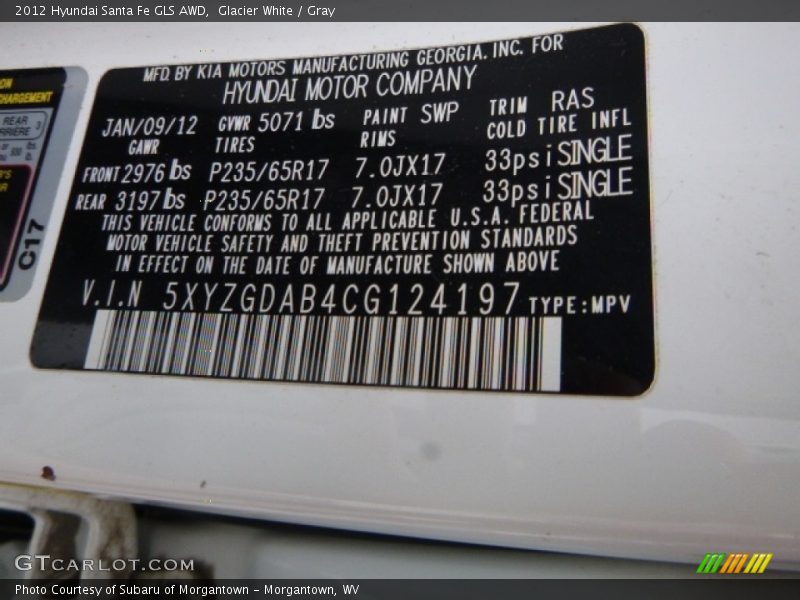 2012 Hyundai Santa Fe GLS AWD, Glacier White / Gray
MFD. BY KIA MOTORS MANUFACTURING GEORGIA. INC. FOR
HYUNDAI MOTOR COMPANY
JAN/09/12 GVWR 5071 lbs PAINT SWP TRIM RAS
GAWR TIRES RIMS COLD TIRE INFL
FRONT 2976 lbs P235/65R17 7.0JX17 33psi SINGLE
REAR 3197 lbs P235/65R17 7.0JX17 33psi SINGLE
THIS VEHICLE CONFORMS TO ALL APPLICABLE U.S.A. FEDERAL
MOTOR VEHICLE SAFETY AND THEFT PREVENTION STANDARDS
IN EFFECT ON THE DATE OF MANUFACTURE SHOWN ABOVE
V.I.N 5XYZGDAB4CG124197 TYPE:MPV
REAR 3
C17
GTCARLOT.COM
Photo Courtesy of Subaru of Morgantown - Morgantown, WV